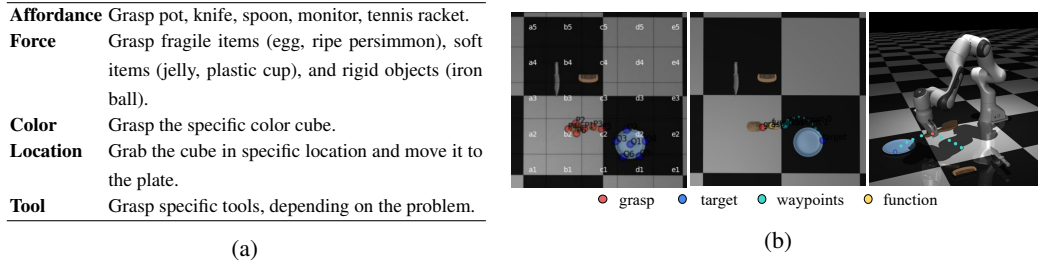 Affordance Grasp pot, knife, spoon, monitor, tennis racket.
Force Grasp fragile items (egg, ripe persimmon), soft
items (jelly, plastic cup), and rigid objects (iron
ball).
Color Grasp the specific color cube.
Location Grab the cube in specific location and move it to
the plate.
Tool Grasp specific tools, depending on the problem.
(a)
a5 b5 c5 d5 e5
a4 b4 c4 d4 e4
a3 b3 c3 d3 e3
a2 b2 c2 d2 e2
a1 b1 c1 d1 e1
grasp target waypoints function
(b)